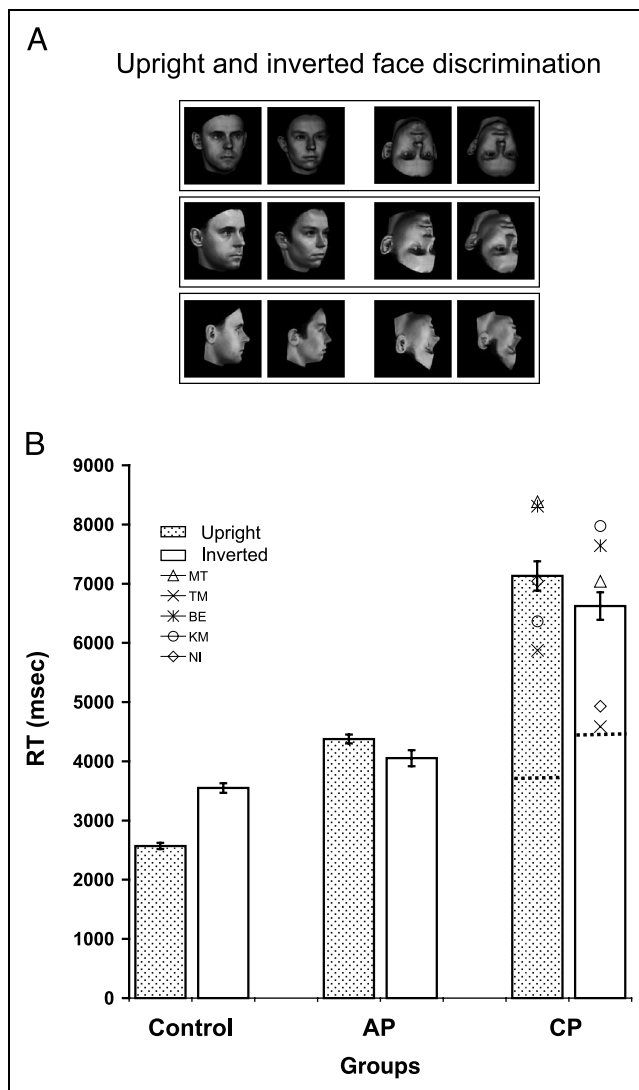 A
Upright and inverted face discrimination
B
9000
8000
7000
6000
5000
4000
3000
2000
1000
0
RT (msec)
Upright
Inverted
MT
TM
BE
KM
NI
Control AP CP
Groups